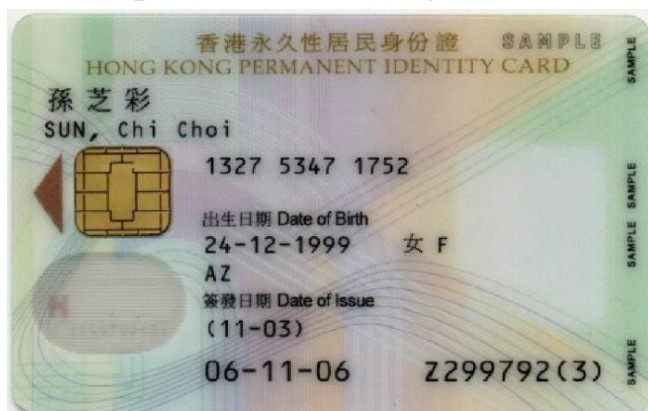 香港永久性居民身份證 SAMPLE
HONG KONG PERMANENT IDENTITY CARD
孫芝彩
SUN, Chi Choi
1327 5347 1752
出生日期 Date of Birth
24-12-1999 女 F
AZ
簽發日期 Date of Issue
(11-03)
06-11-06 Z299792(3)
SAMPLE
SAMPLE
SAMPLE
SAMPLE
SAMPLE